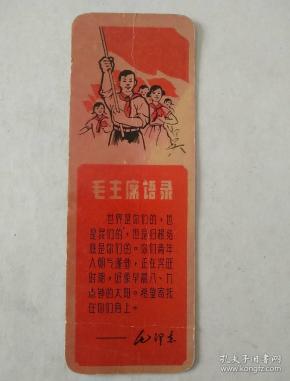 毛主席语录
世界是你们的，也
是我们的，但是归根结
底是你们的。你们青年
人朝气蓬勃，正在兴旺
时期，好象早晨八、九
点钟的太阳。希望寄托
在你们身上。
——毛泽东
孔夫子旧书网